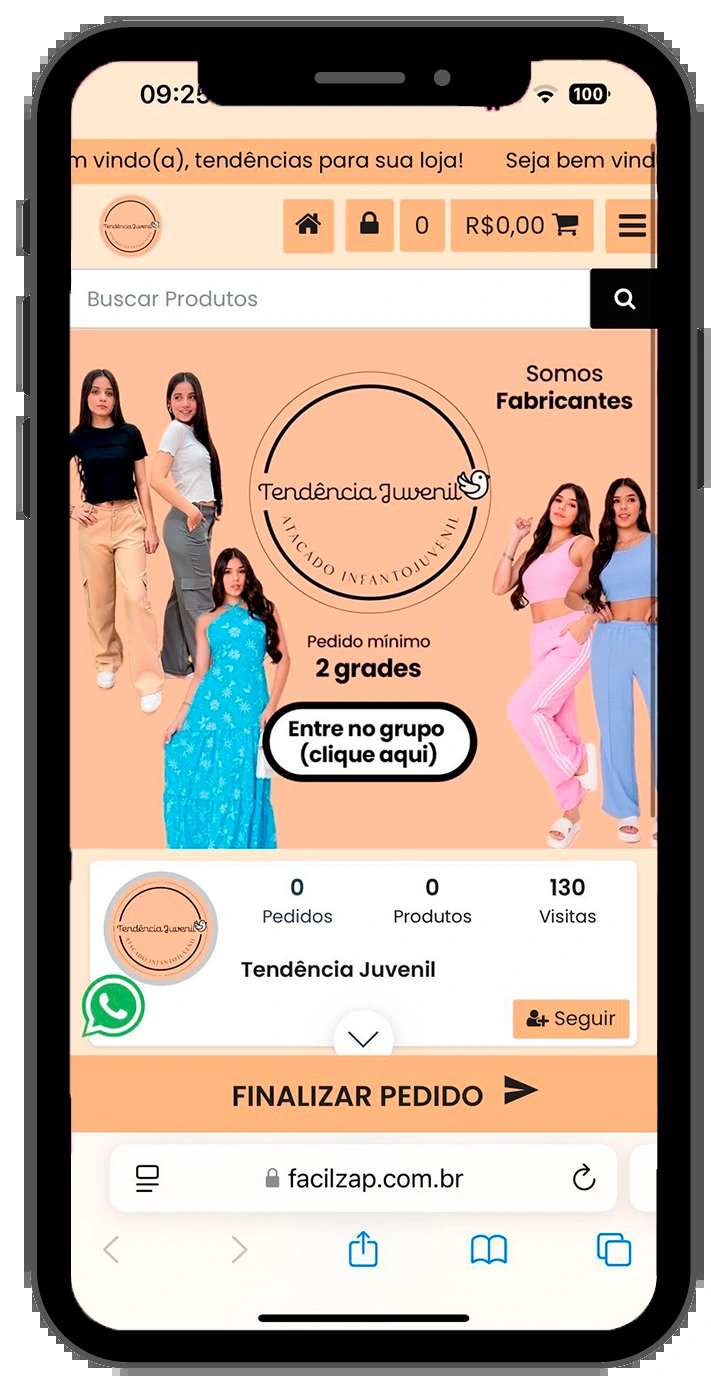 09:25
100
m vindo(a), tendências para sua loja! Seja bem vind
Tendência Juvenil
0
R$0,00
Buscar Produtos
Somos
Fabricantes
Tendência Juvenil
ATACADO INFANTOJUVENIL
Pedido mínimo
2 grades
Entre no grupo
(clique aqui)
0 0 130
Pedidos Produtos Visitas
Tendência Juvenil
ATACADO INFANTOJUVENIL
Tendência Juvenil
Seguir
FINALIZAR PEDIDO
facilzap.com.br